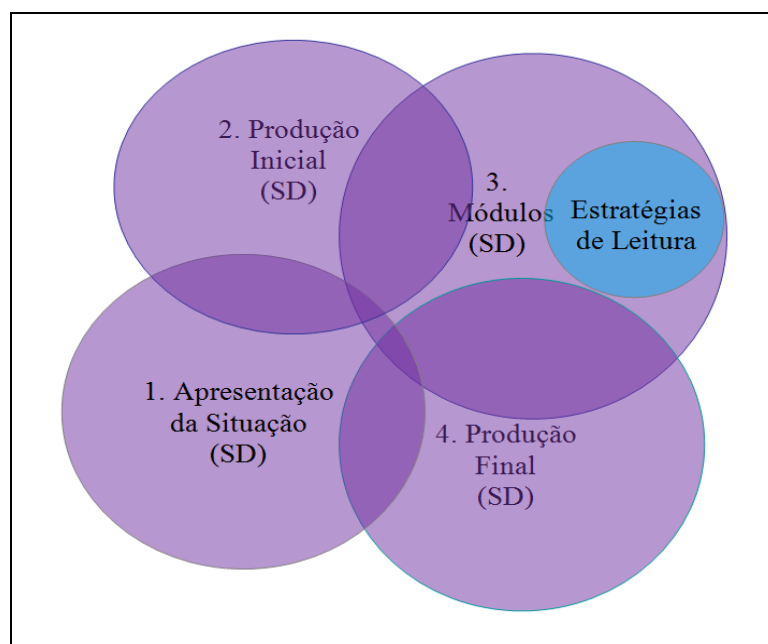 2. Produção
Inicial
(SD)
3.
Módulos
(SD)
Estratégias
de Leitura
1. Apresentação
da Situação
(SD)
4. Produção
Final
(SD)